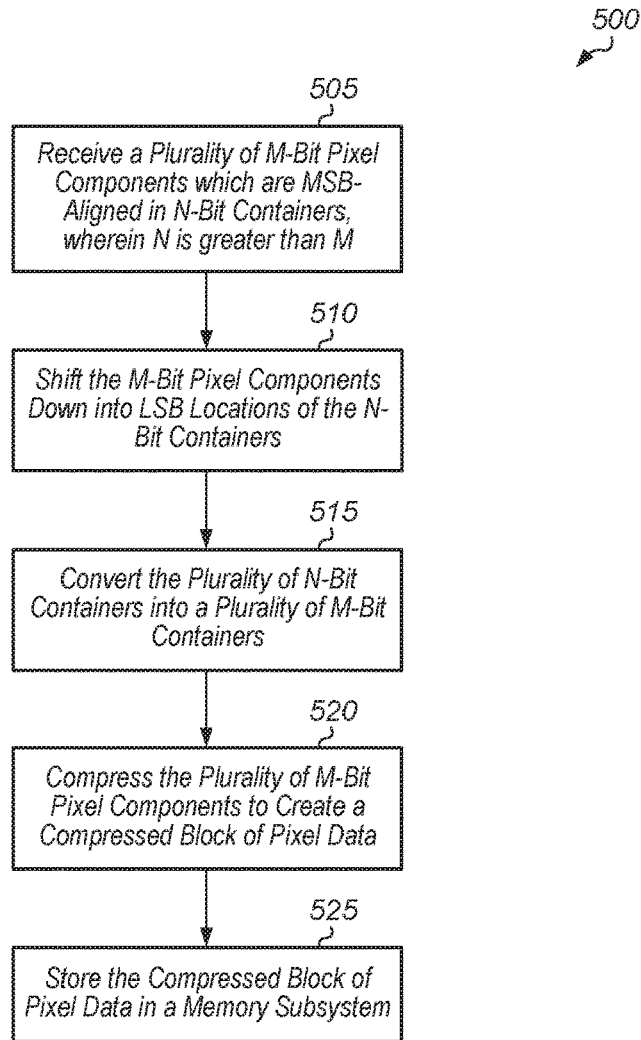 500
505
Receive a Plurality of M-Bit Pixel
Components which are MSB-
Aligned in N-Bit Containers,
wherein N is greater than M
510
Shift the M-Bit Pixel Components
Down into LSB Locations of the N-
Bit Containers
515
Convert the Plurality of N-Bit
Containers into a Plurality of M-Bit
Containers
520
Compress the Plurality of M-Bit
Pixel Components to Create a
Compressed Block of Pixel Data
525
Store the Compressed Block of
Pixel Data in a Memory Subsystem